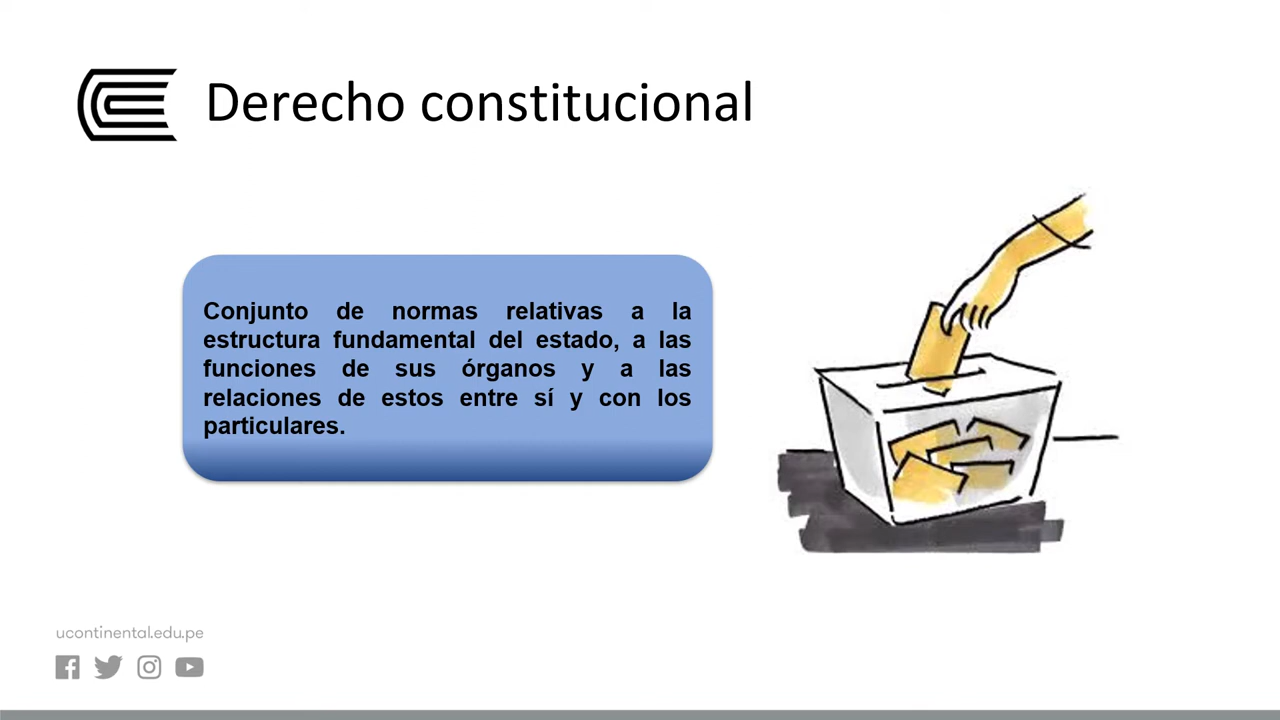 Derecho constitucional
Conjunto de normas relativas a la
estructura fundamental del estado, a las
funciones de sus órganos y a las
relaciones de estos entre sí y con los
particulares.
ucontinental.edu.pe